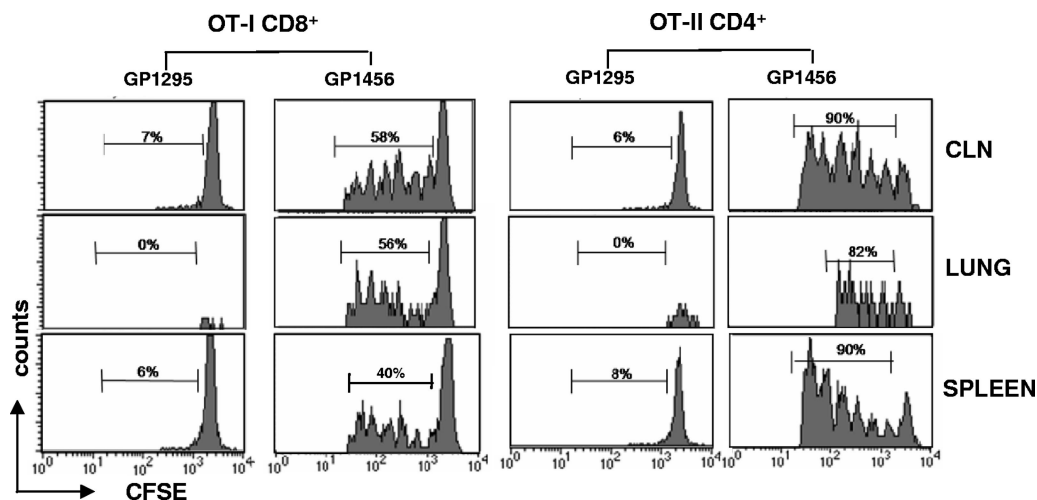 OT-I CD8⁺ OT-II CD4⁺
GP1295 GP1456 GP1295 GP1456
7% 58% 6% 90% CLN
0% 56% 0% 82% LUNG
6% 40% 8% 90% SPLEEN
counts
10⁰ 10¹ 10² 10³ 10⁴ 10⁰ 10² 10³ 10⁴ 10⁰ 10¹ 10² 10³ 10⁴ 10⁰ 10¹ 10² 10³ 10⁴
CFSE